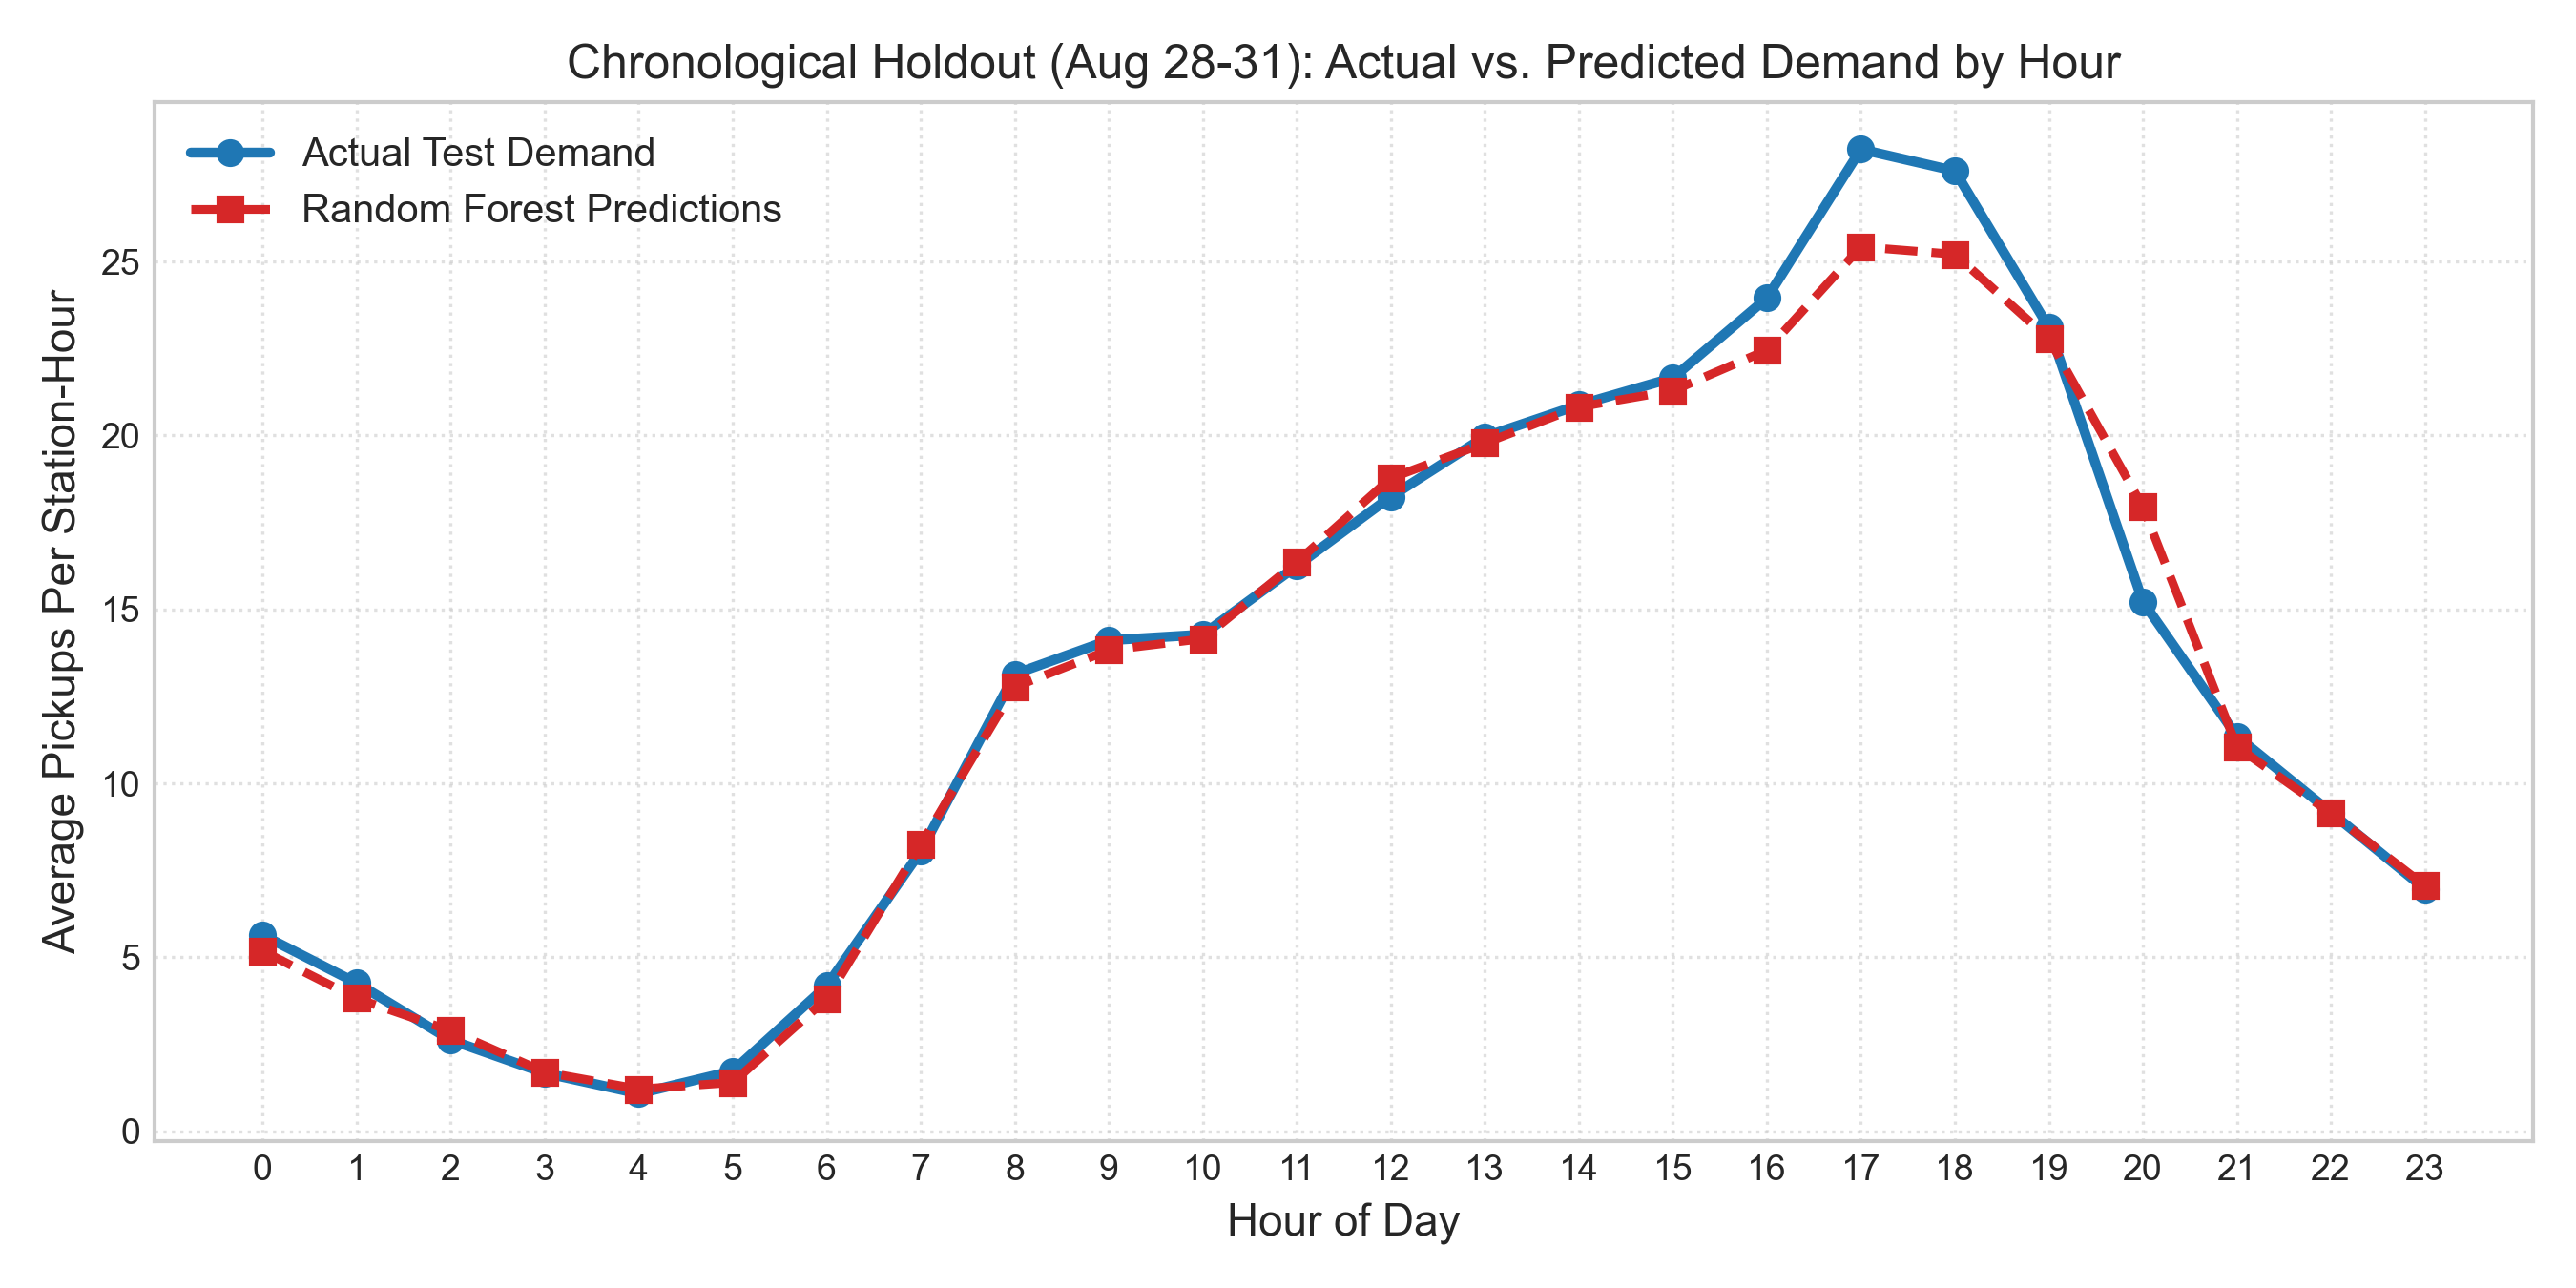 Chronological Holdout (Aug 28-31): Actual vs. Predicted Demand by Hour
Actual Test Demand
Random Forest Predictions
Average Pickups Per Station-Hour
25
20
15
10
5
0
0 1 2 3 4 5 6 7 8 9 10 11 12 13 14 15 16 17 18 19 20 21 22 23
Hour of Day